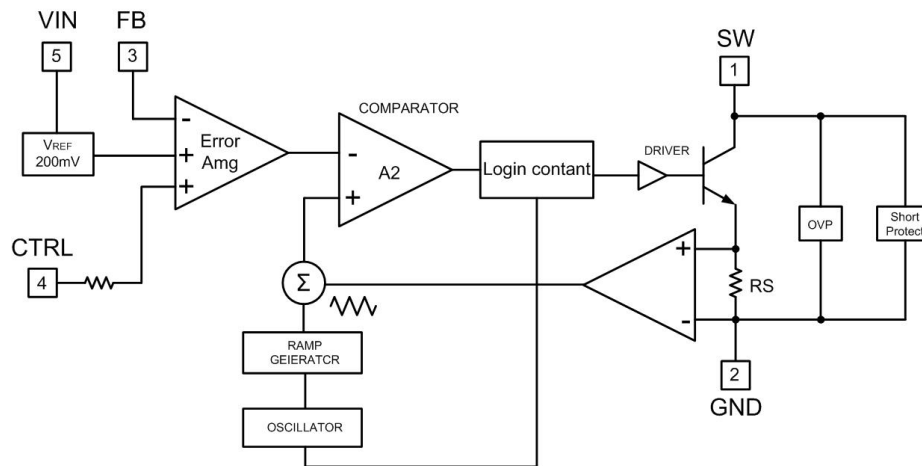 VIN
FB
SW
5
3
1
COMPARATOR
-
Error
Amg
+
+
VREF
200mV
-
A2
+
Login contant
DRIVER
CTRL
4
Σ
+
-
RS
OVP
Short
Protect
RAMP
GEIERATCR
OSCILLATOR
2
GND